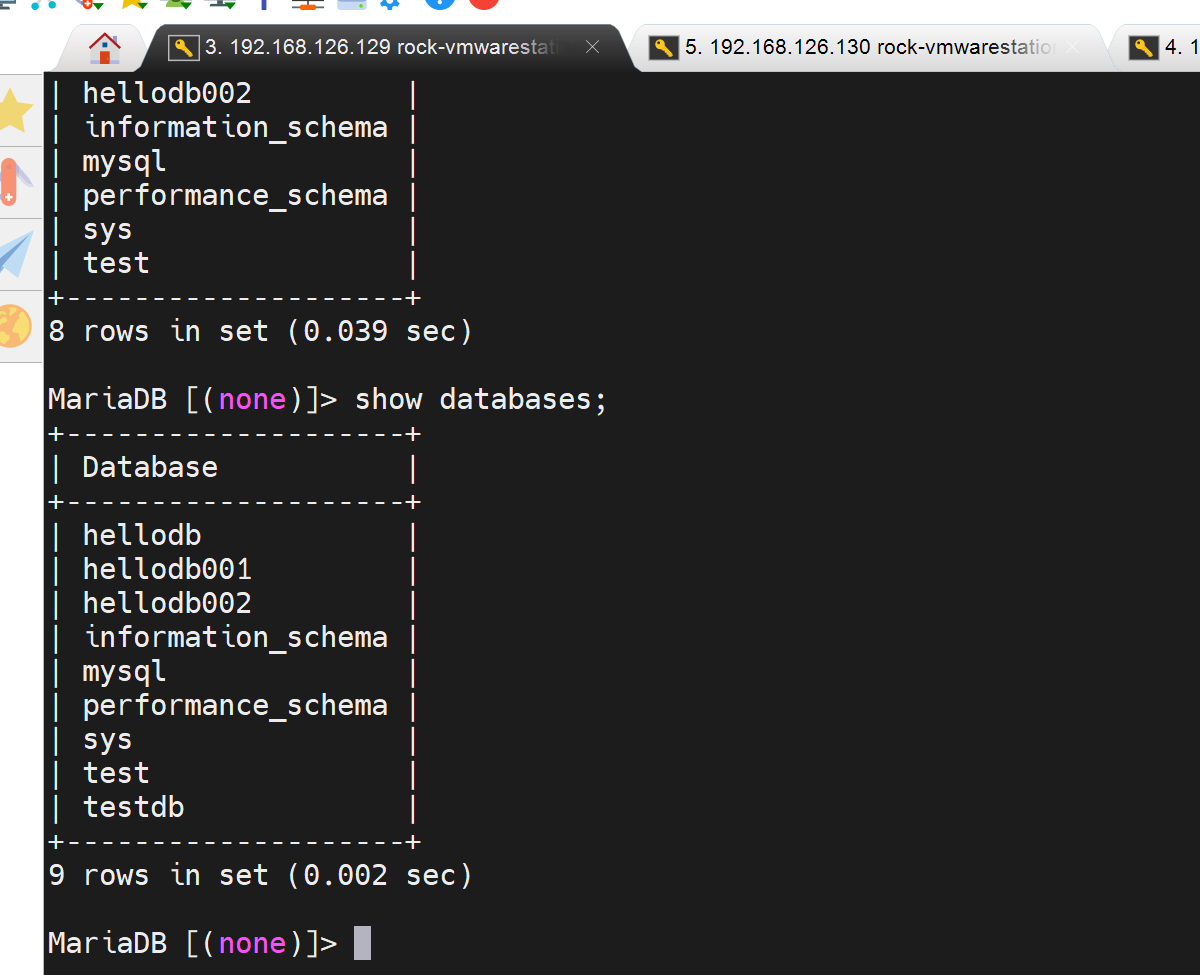 3. 192.168.126.129 rock-vmwarestati
5. 192.168.126.130 rock-vmwarestation
4. 1
| hellodb002         |
| information_schema |
| mysql              |
| performance_schema |
| sys                |
| test               |
+--------------------+
8 rows in set (0.039 sec)
MariaDB [(none)]> show databases;
+--------------------+
| Database           |
+--------------------+
| hellodb            |
| hellodb001         |
| hellodb002         |
| information_schema |
| mysql              |
| performance_schema |
| sys                |
| test               |
| testdb             |
+--------------------+
9 rows in set (0.002 sec)
MariaDB [(none)]>